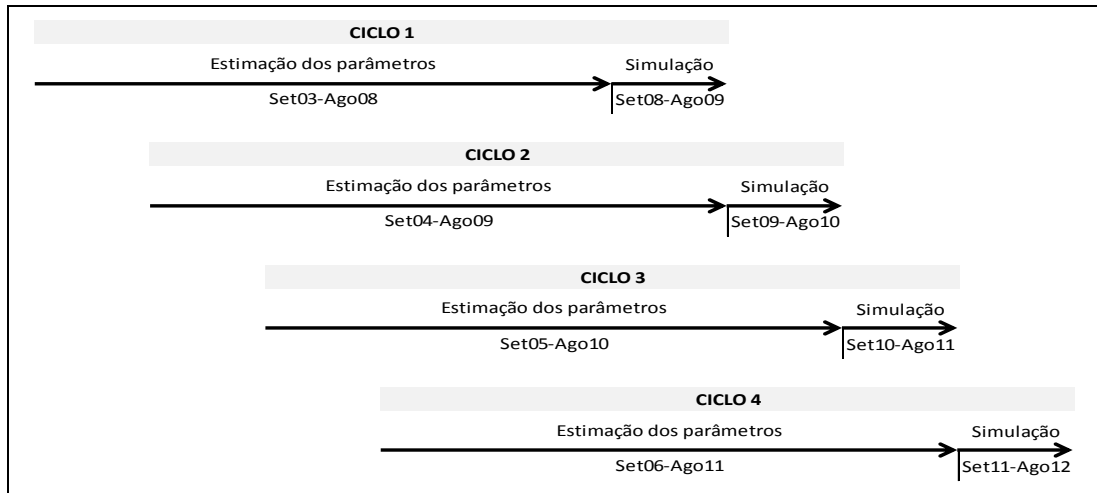 CICLO 1
Estimação dos parâmetros Simulação
Set03-Ago08 Set08-Ago09
CICLO 2
Estimação dos parâmetros Simulação
Set04-Ago09 Set09-Ago10
CICLO 3
Estimação dos parâmetros Simulação
Set05-Ago10 Set10-Ago11
CICLO 4
Estimação dos parâmetros Simulação
Set06-Ago11 Set11-Ago12